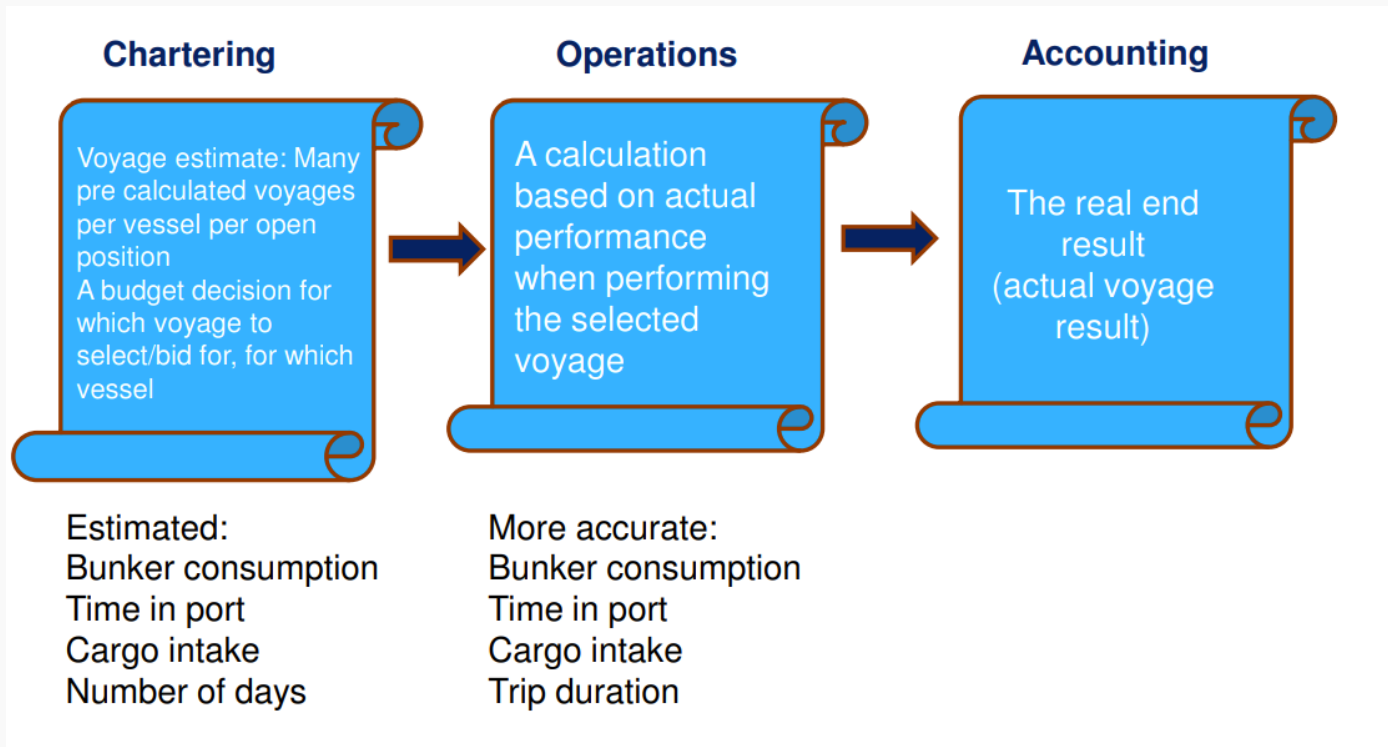 Chartering
Voyage estimate: Many
pre calculated voyages
per vessel per open
position
A budget decision for
which voyage to
select/bid for, for which
vessel
Estimated:
Bunker consumption
Time in port
Cargo intake
Number of days
Operations
A calculation
based on actual
performance
when performing
the selected
voyage
More accurate:
Bunker consumption
Time in port
Cargo intake
Trip duration
Accounting
The real end
result
(actual voyage
result)